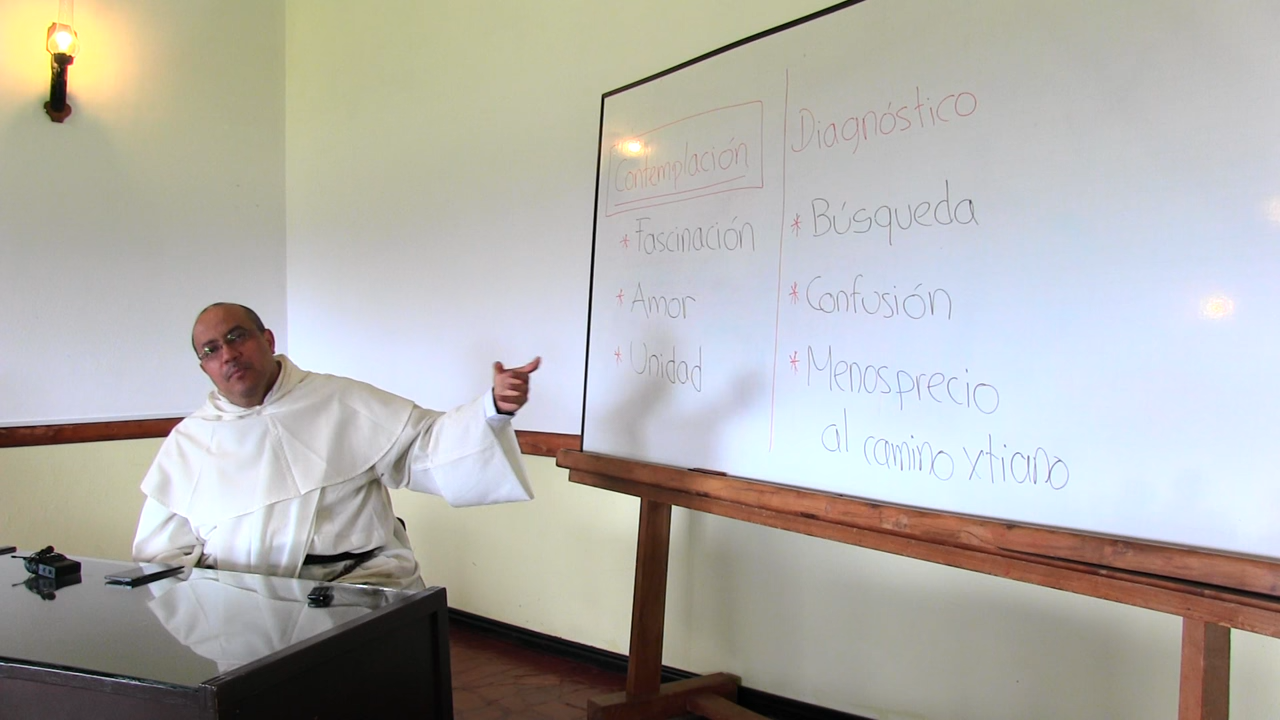 Contemplación
* Fascinación
* Amor
* Unidad
Diagnóstico
* Búsqueda
* Confusión
* Menosprecio
al camino xtiano